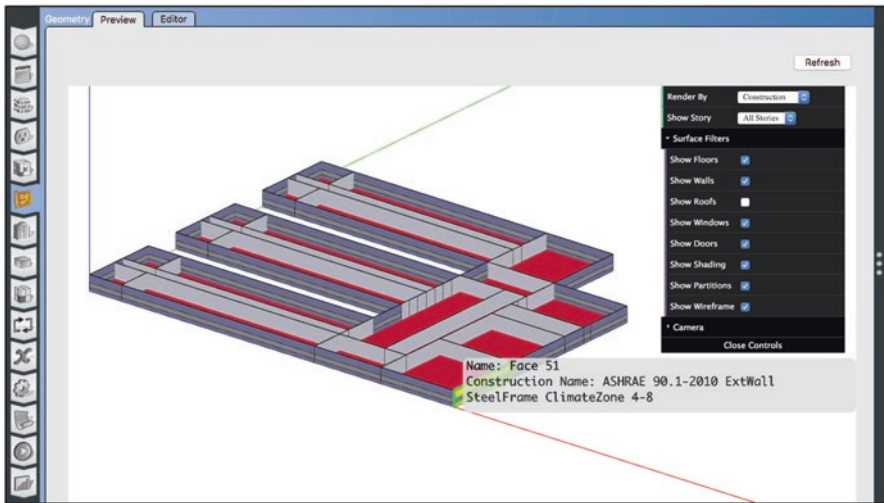 Geometry Preview Editor
Refresh
Render By Construction
Show Story All Stories
Surface Filters
Show Floors
Show Walls
Show Roofs
Show Windows
Show Doors
Show Shading
Show Partitions
Show Wireframe
Camera
Close Controls
Name: Face 51
Construction Name: ASHRAE 90.1-2010 ExtWall
SteelFrame ClimateZone 4-8